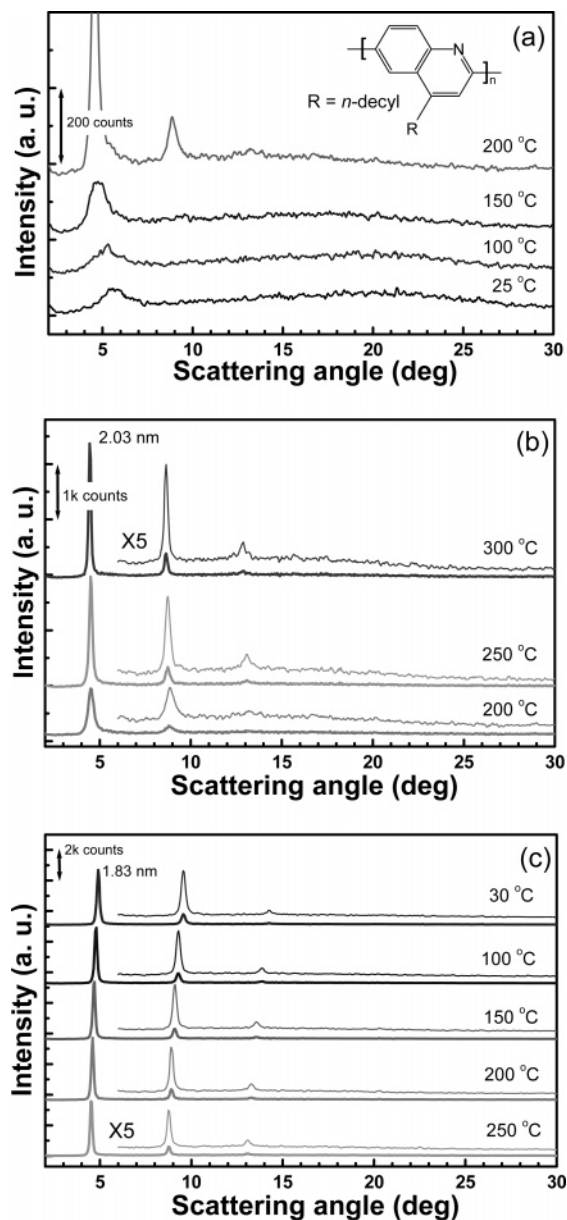 (a)
N
n
R = n-decyl
R
200 counts
200 °C
150 °C
100 °C
25 °C
Intensity (a. u.)
5 10 15 20 25 30
Scattering angle (deg)
(b)
2.03 nm
1k counts
X5
300 °C
250 °C
200 °C
Intensity (a. u.)
5 10 15 20 25 30
Scattering angle (deg)
(c)
2k counts
1.83 nm
30 °C
100 °C
150 °C
200 °C
X5
250 °C
Intensity (a. u.)
5 10 15 20 25 30
Scattering angle (deg)